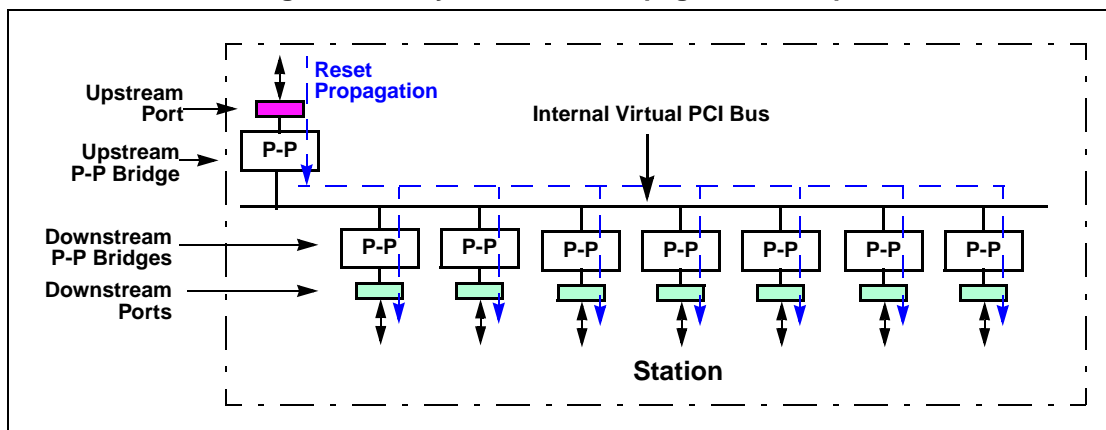 Reset
Propagation
Upstream
Port
Internal Virtual PCI Bus
P-P
Upstream
P-P Bridge
Downstream
P-P Bridges
P-P P-P P-P P-P P-P P-P P-P
Downstream
Ports
Station